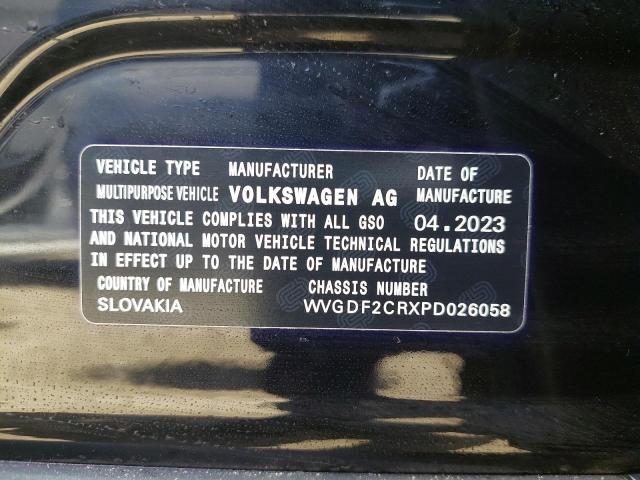 VEHICLE TYPE MANUFACTURER DATE OF
MULTIPURPOSE VEHICLE VOLKSWAGEN AG MANUFACTURE
THIS VEHICLE COMPLIES WITH ALL GSO 04.2023
AND NATIONAL MOTOR VEHICLE TECHNICAL REGULATIONS
IN EFFECT UP TO THE DATE OF MANUFACTURE
COUNTRY OF MANUFACTURE CHASSIS NUMBER
SLOVAKIA WVGDF2CRXPD026058